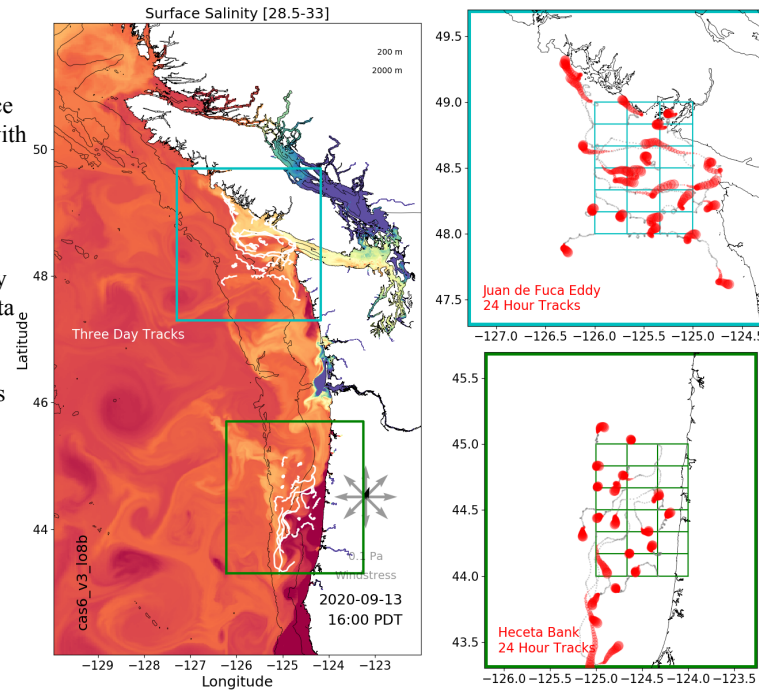 ce
with
y
ta
s
Surface Salinity [28.5-33]
200 m
2000 m
50
48
46
44
Latitude
Three Day Tracks
cas6_v3_lo8b
0.1 Pa
Windstress
2020-09-13
16:00 PDT
−129 −128 −127 −126 −125 −124 −123
Longitude
49.5
49.0
48.5
48.0
47.5
Juan de Fuca Eddy
24 Hour Tracks
−127.0 −126.5 −126.0 −125.5 −125.0 −124.
45.5
45.0
44.5
44.0
43.5
Heceta Bank
24 Hour Tracks
−126.0 −125.5 −125.0 −124.5 −124.0 −123.5